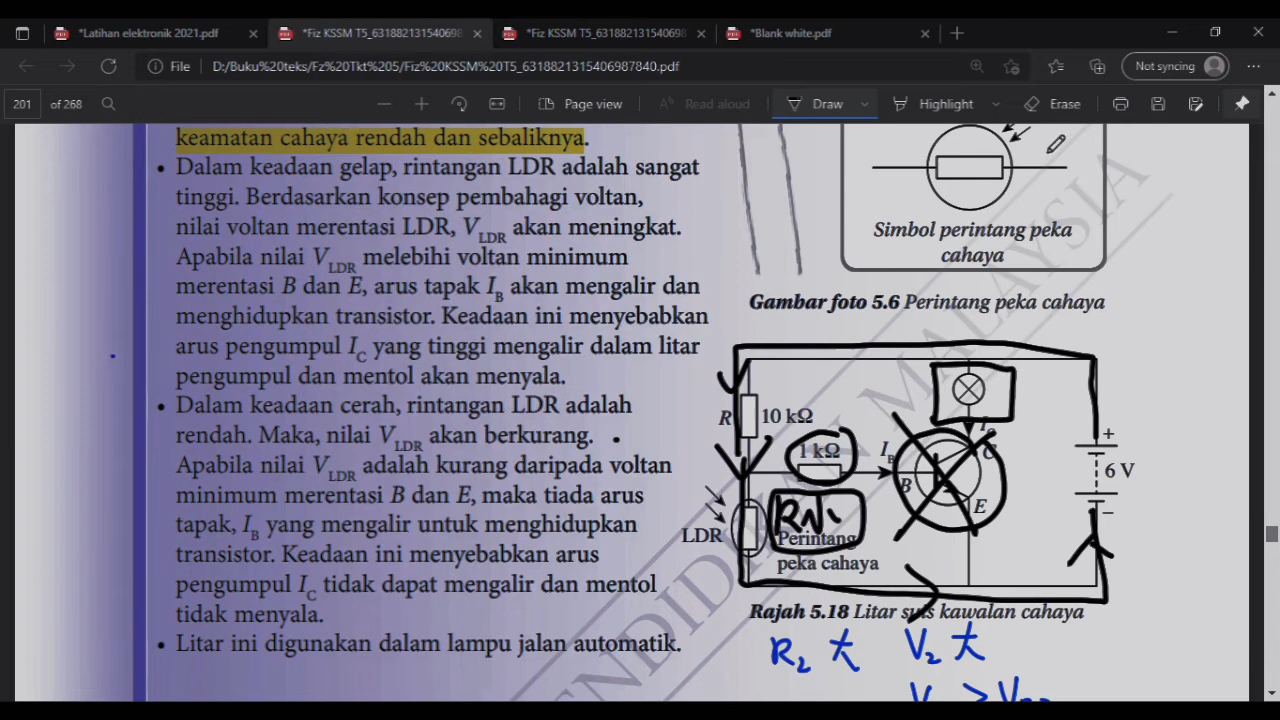 *Latihan elektronik 2021.pdf
*Fiz KSSM T5_631882131540698
*Fiz KSSM T5_631882131540698
*Blank white.pdf
File
D:/Buku%20teks/Fz%20Tkt%205/Fiz%20KSSM%20T5_6318821315406987840.pdf
Not syncing
201 of 268
Page view
Read aloud
Draw
Highlight
Erase
keamatan cahaya rendah dan sebaliknya.
• Dalam keadaan gelap, rintangan LDR adalah sangat
tinggi. Berdasarkan konsep pembahagi voltan,
nilai voltan merentasi LDR, VLDR akan meningkat.
Apabila nilai VLDR melebihi voltan minimum
merentasi B dan E, arus tapak IB akan mengalir dan
menghidupkan transistor. Keadaan ini menyebabkan
arus pengumpul IC yang tinggi mengalir dalam litar
pengumpul dan mentol akan menyala.
• Dalam keadaan cerah, rintangan LDR adalah
rendah. Maka, nilai VLDR akan berkurang.
Apabila nilai VLDR adalah kurang daripada voltan
minimum merentasi B dan E, maka tiada arus
tapak, IB yang mengalir untuk menghidupkan
transistor. Keadaan ini menyebabkan arus
pengumpul IC tidak dapat mengalir dan mentol
tidak menyala.
• Litar ini digunakan dalam lampu jalan automatik.
Simbol perintang peka
cahaya
Gambar foto 5.6 Perintang peka cahaya
R
10 kΩ
1 kΩ
IB
IC
C
B
E
+
6 V
−
LDR
Perintang
peka cahaya
Rajah 5.18 Litar suis kawalan cahaya
R2
V2
PENDIDIKAN MALAYSIA